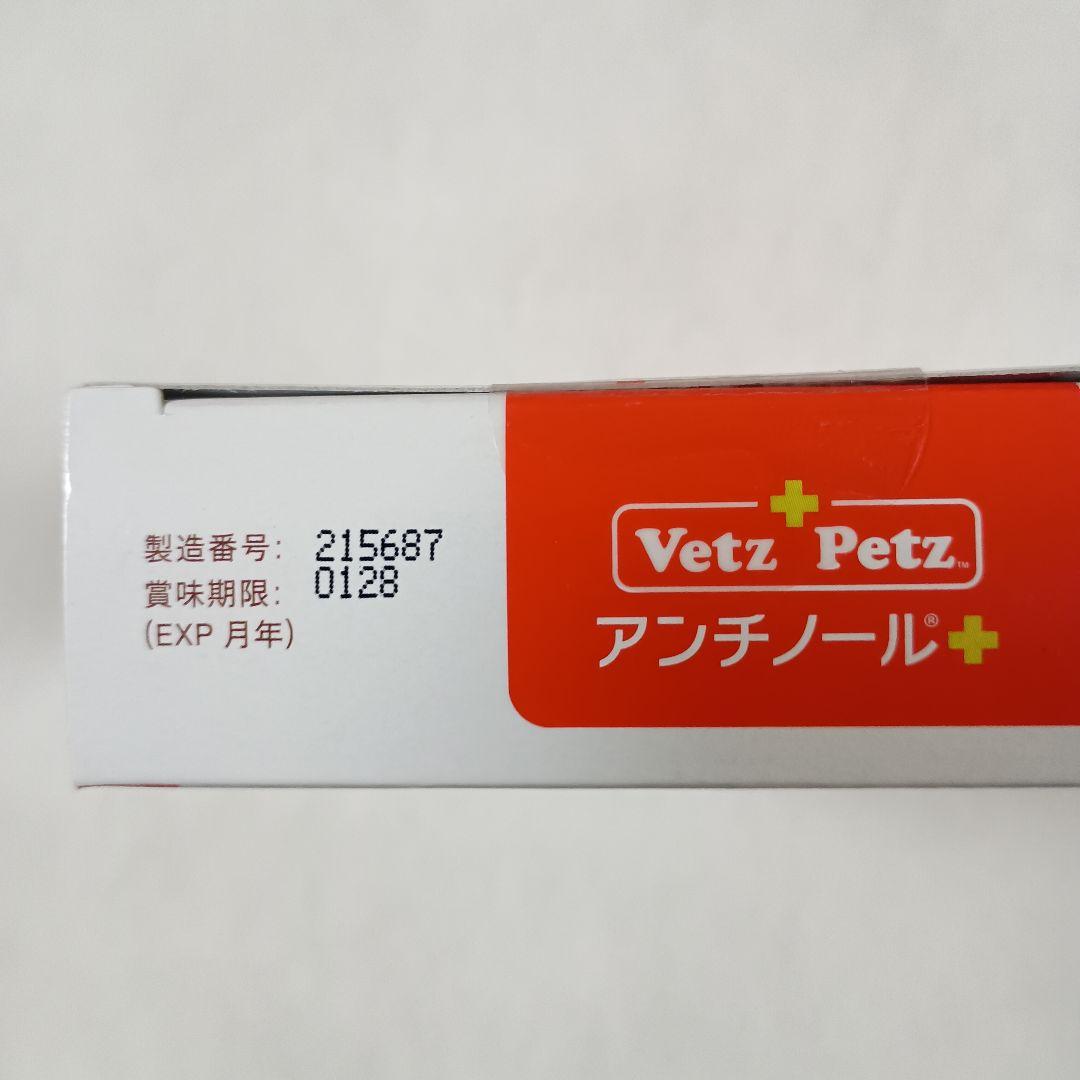 製造番号: 215687
賞味期限: 0128
(EXP 月年)
Vetz Petz™
アンチノール®